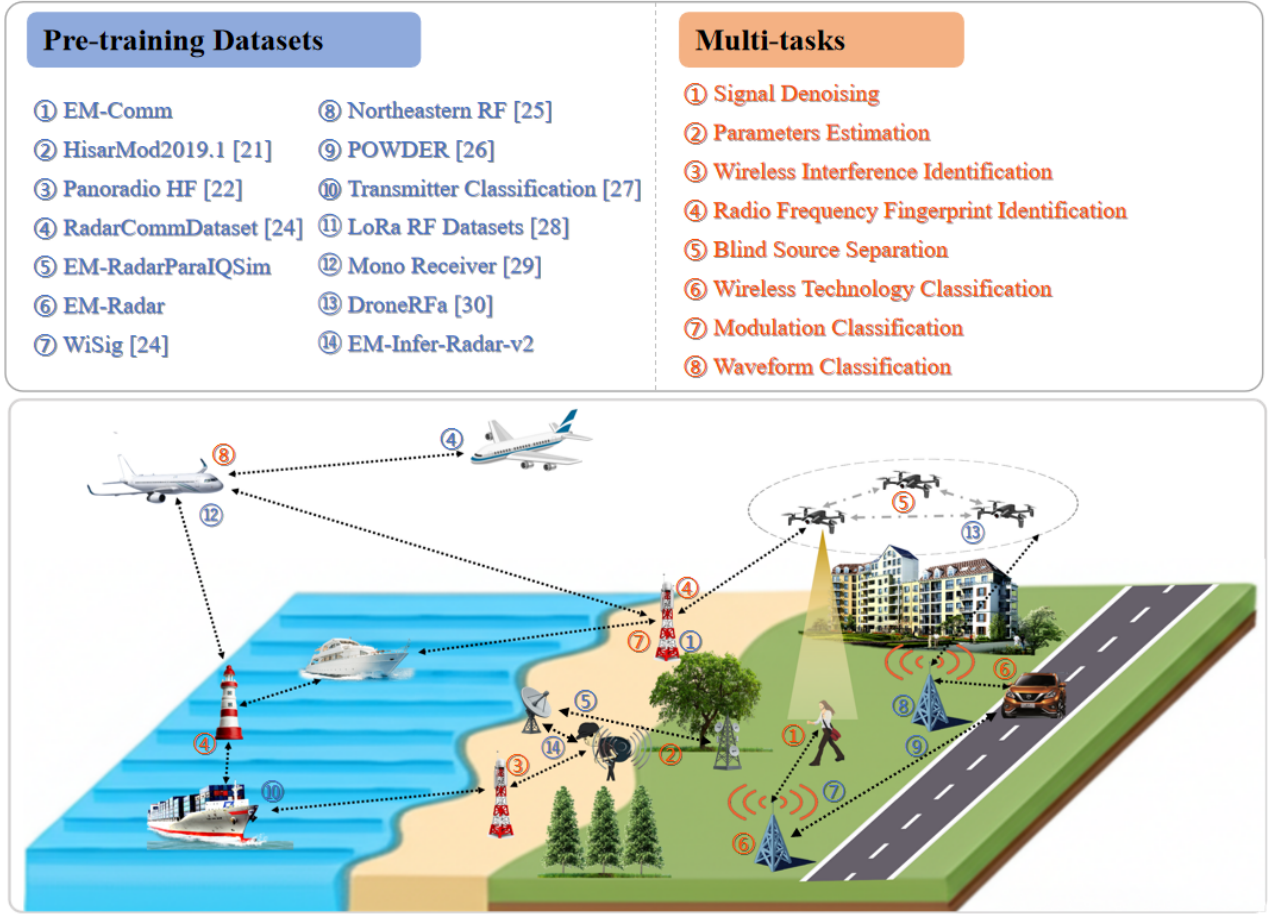 Pre-training Datasets
① EM-Comm
② HisarMod2019.1 [21]
③ Panoradio HF [22]
④ RadarCommDataset [24]
⑤ EM-RadarParaIQSim
⑥ EM-Radar
⑦ WiSig [24]
⑧ Northeastern RF [25]
⑨ POWDER [26]
⑩ Transmitter Classification [27]
⑪ LoRa RF Datasets [28]
⑫ Mono Receiver [29]
⑬ DroneRFa [30]
⑭ EM-Infer-Radar-v2
Multi-tasks
① Signal Denoising
② Parameters Estimation
③ Wireless Interference Identification
④ Radio Frequency Fingerprint Identification
⑤ Blind Source Separation
⑥ Wireless Technology Classification
⑦ Modulation Classification
⑧ Waveform Classification
④
⑧
⑫
⑤
⑬
④
⑦ ①
⑥
⑤
⑧
④
⑭
②
①
⑨
③
⑩
⑦
⑥